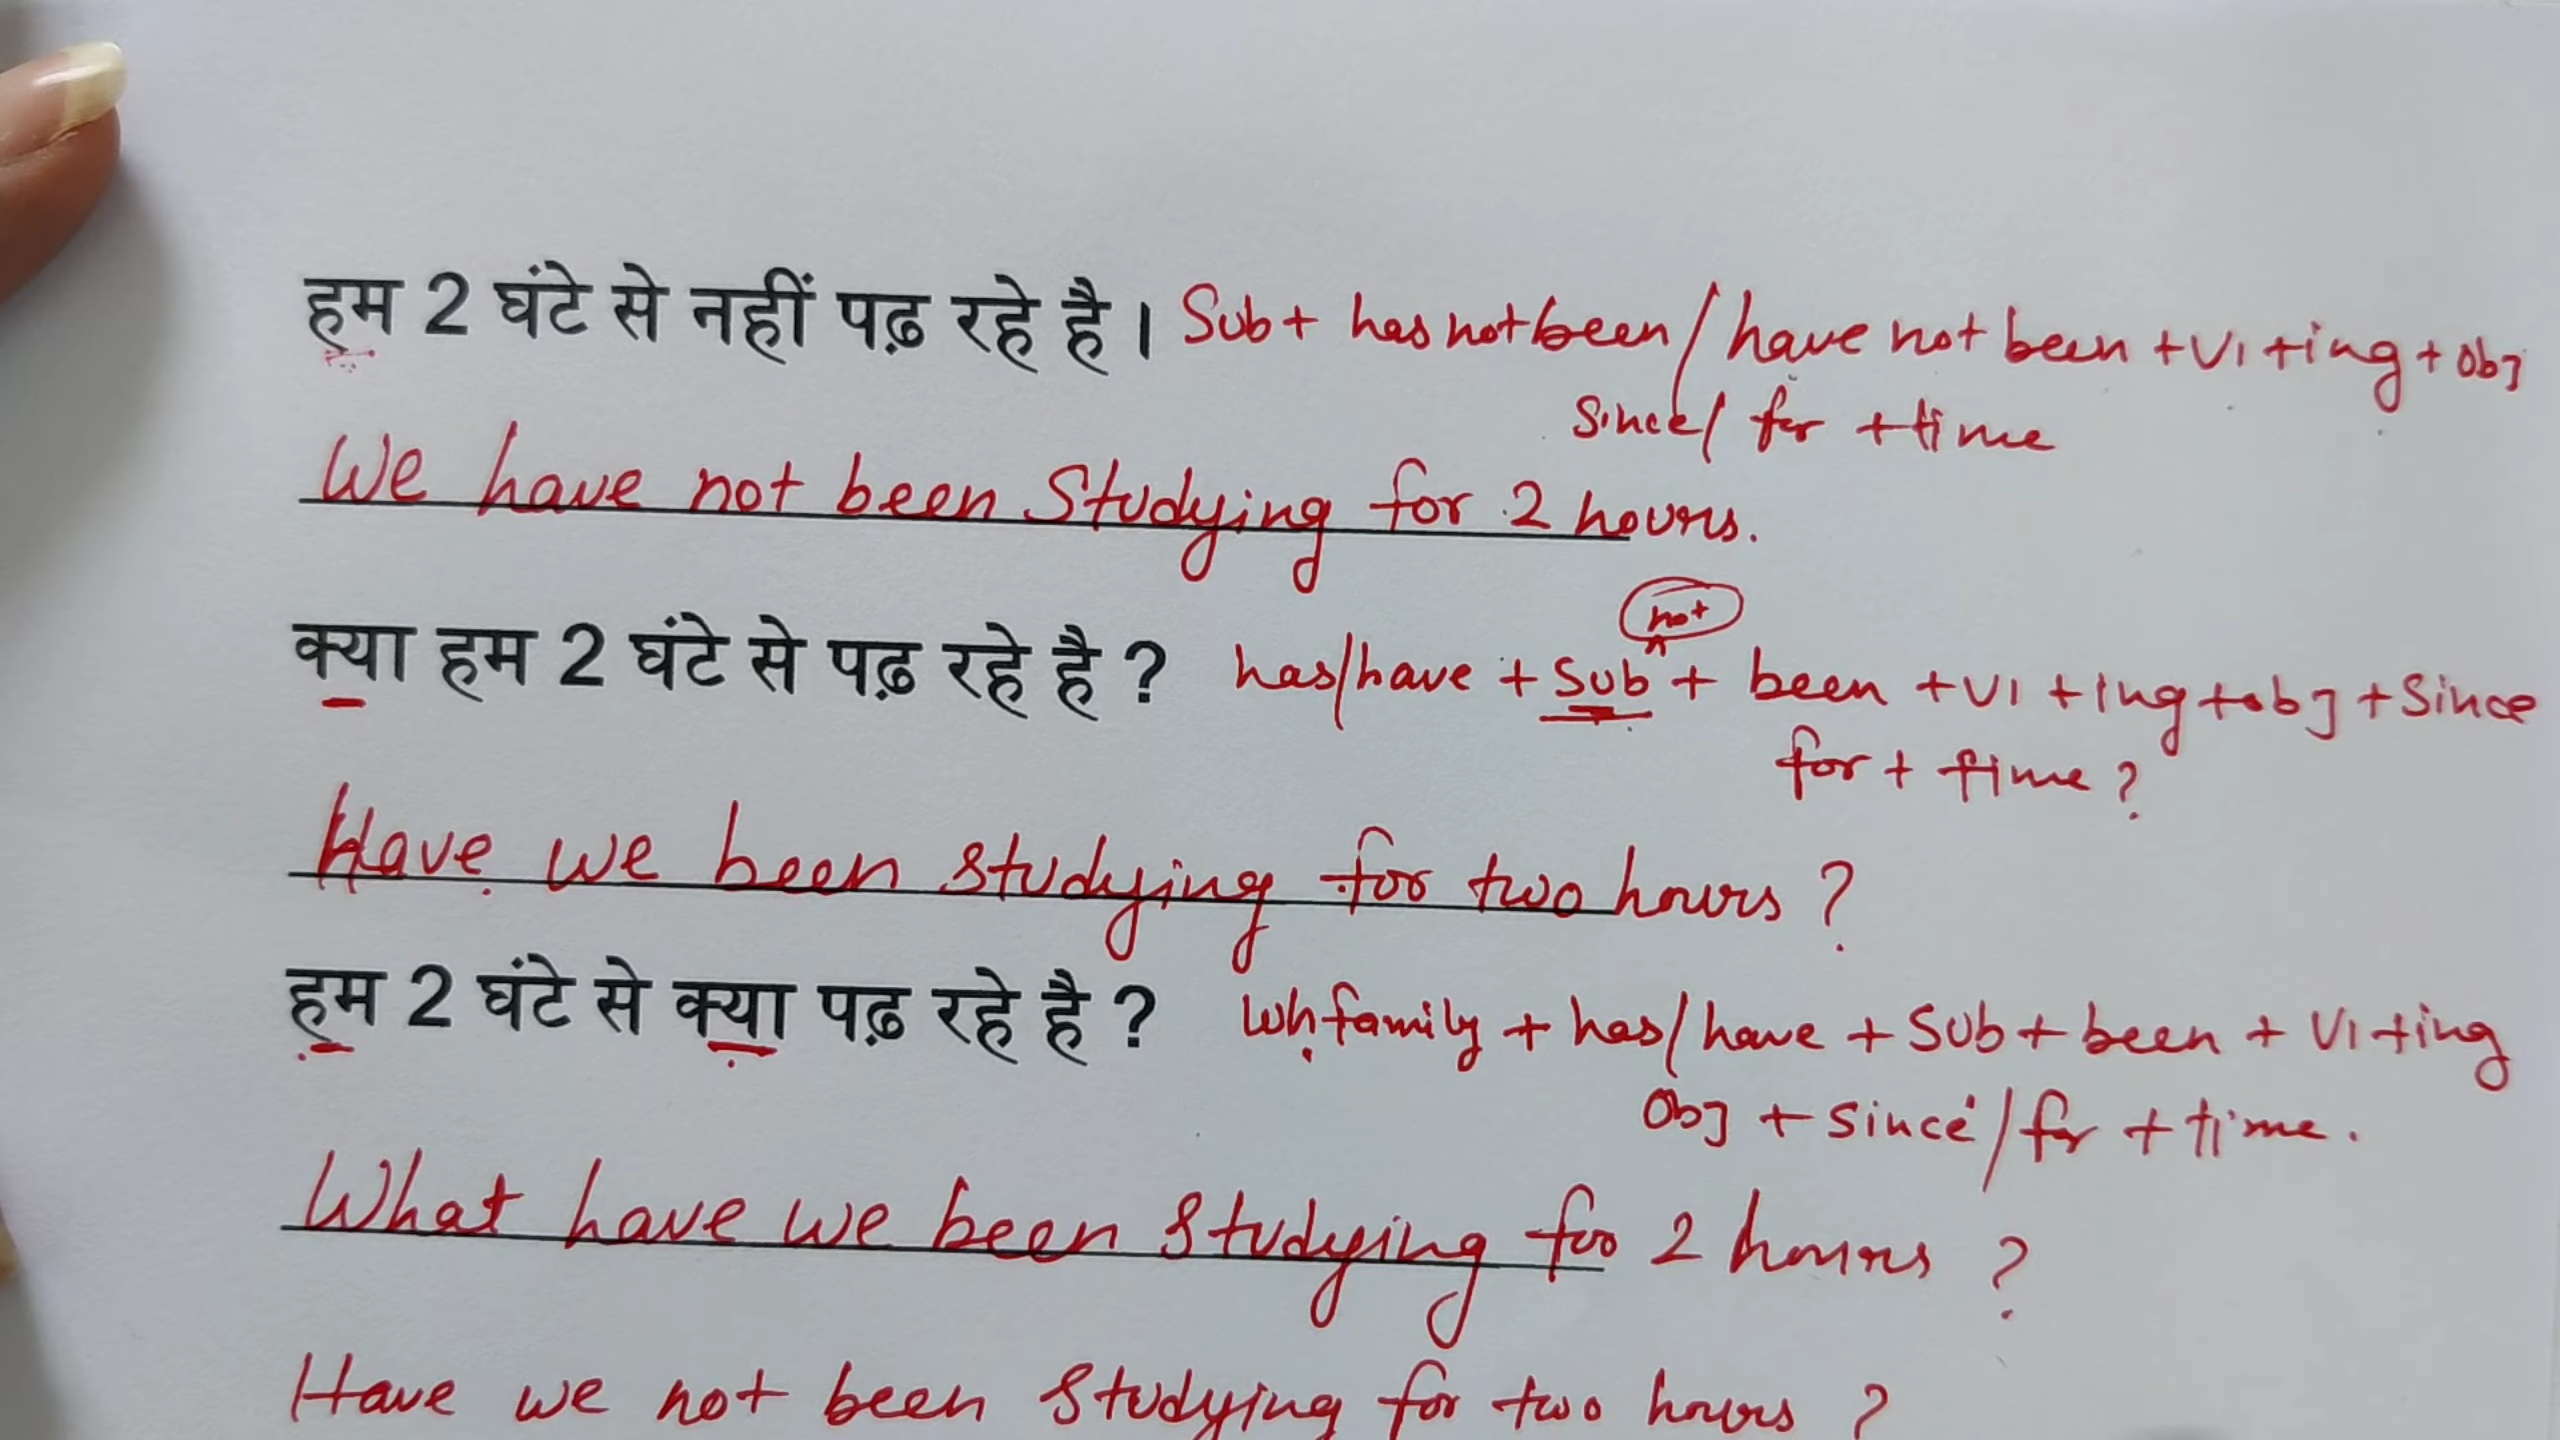 हम 2 घंटे से नहीं पढ़ रहे है। Sub + has not been / have not been + V1 + ing + obj
since / for + time
We have not been studying for 2 hours.
not
क्या हम 2 घंटे से पढ़ रहे है ? has/have + sub + been + V1 + ing + obj + since
for + time ?
Have we been studying for two hours ?
हम 2 घंटे से क्या पढ़ रहे है ? Wh family + has/have + sub + been + V1 + ing
obj + since / for + time.
What have we been studying for 2 hours ?
Have we not been studying for two hours ?